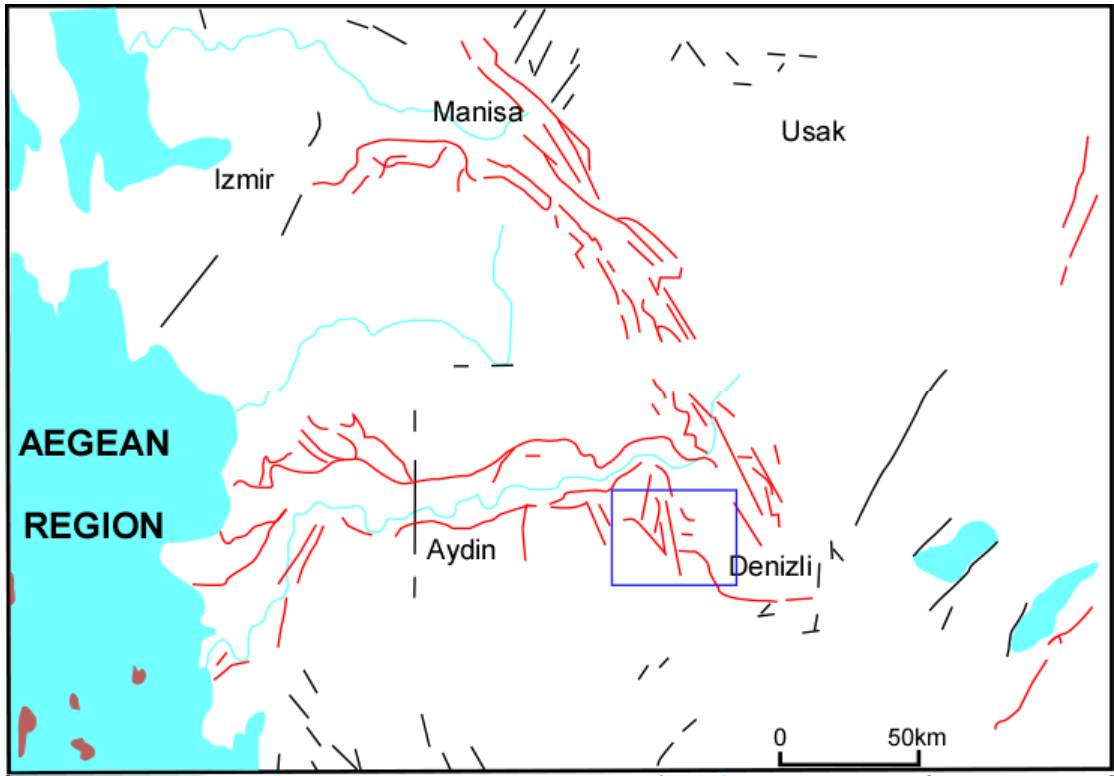 Manisa
Usak
Izmir
AEGEAN
REGION
Aydin
Denizli
0 50km